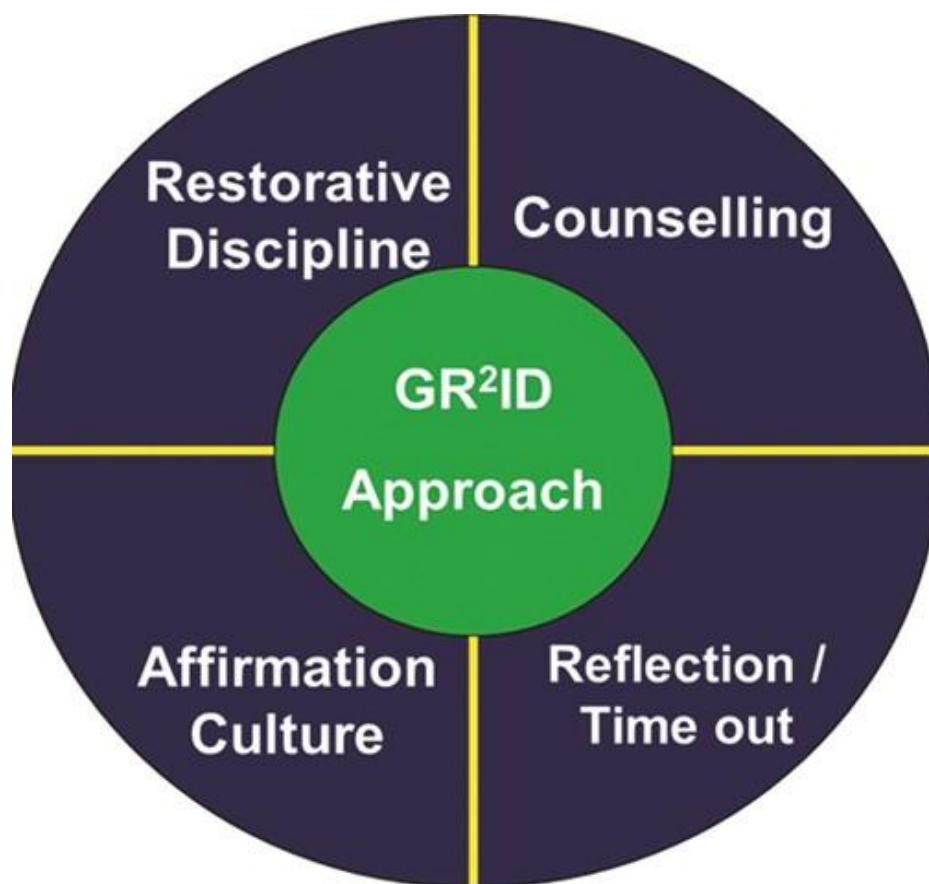 Restorative
Discipline
Counselling
GR²ID
Approach
Affirmation
Culture
Reflection /
Time out